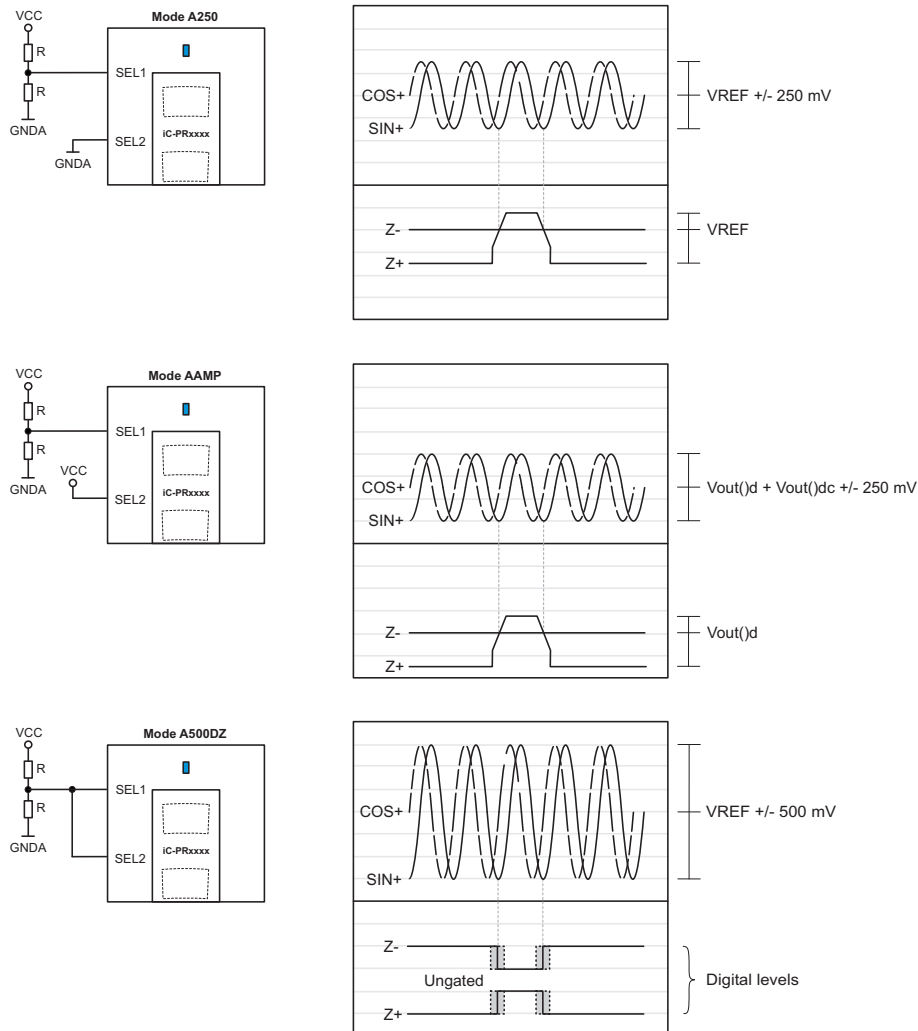 VCC
Mode A250
R
SEL1
R
GNDA
SEL2
iC-PRxxxx
GNDA
COS+
SIN+
VREF +/- 250 mV
Z-
VREF
Z+
VCC
Mode AAMP
R
SEL1
R
VCC
GNDA
SEL2
iC-PRxxxx
COS+
SIN+
Vout()d + Vout()dc +/- 250 mV
Z-
Vout()d
Z+
VCC
Mode A500DZ
R
SEL1
R
GNDA
SEL2
iC-PRxxxx
COS+
SIN+
VREF +/- 500 mV
Z-
Ungated
Digital levels
Z+